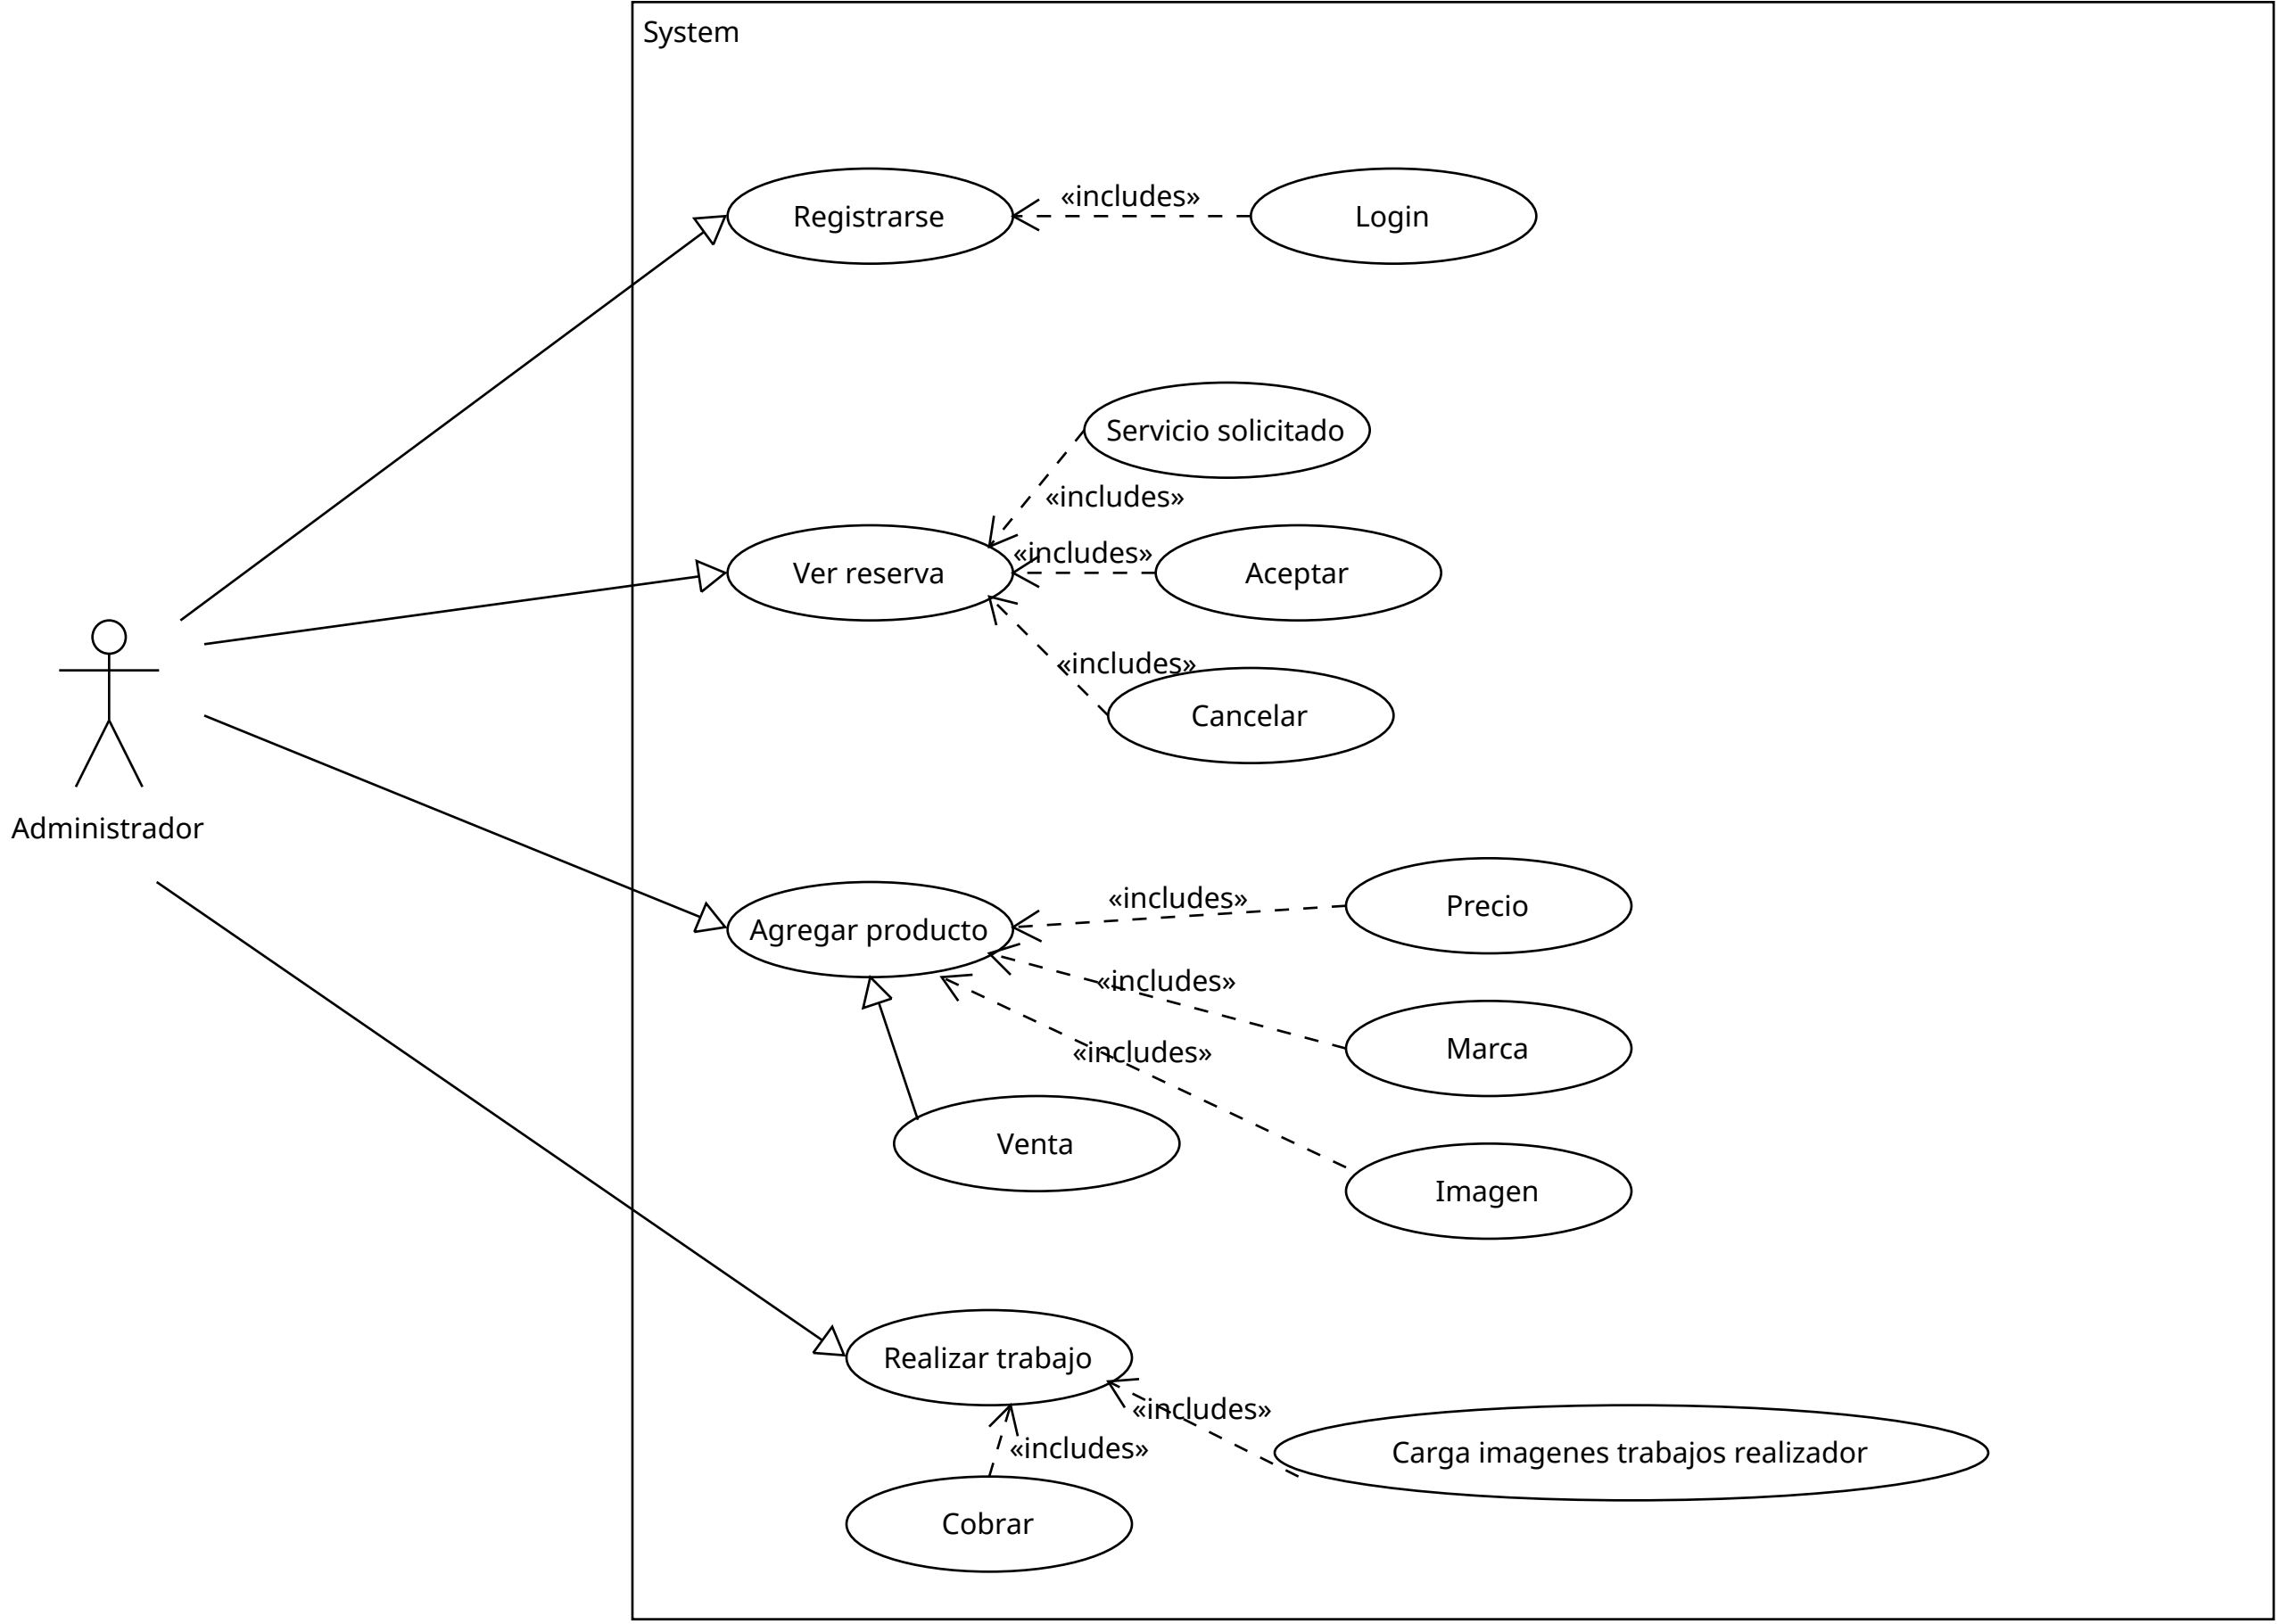 System
Registrarse
«includes»
Login
Servicio solicitado
«includes»
Ver reserva
«includes»
Aceptar
«includes»
Cancelar
Administrador
Agregar producto
«includes»
Precio
«includes»
Marca
«includes»
Venta
Imagen
Realizar trabajo
«includes»
«includes»
Carga imagenes trabajos realizador
Cobrar